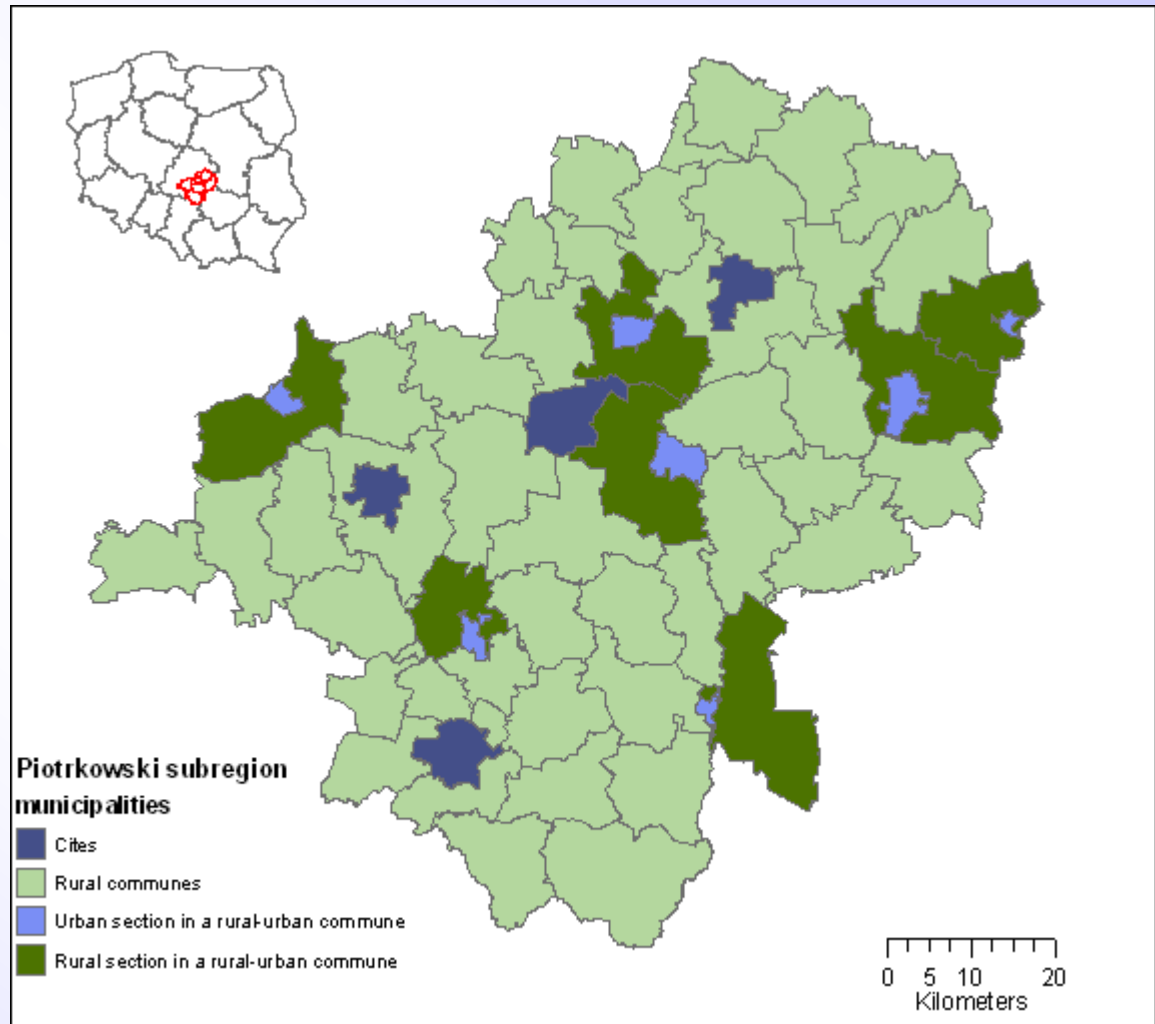 Piotrkowski subregion
municipalities
Cites
Rural communes
Urban section in a rural-urban commune
Rural section in a rural-urban commune
0 5 10 20
Kilometers